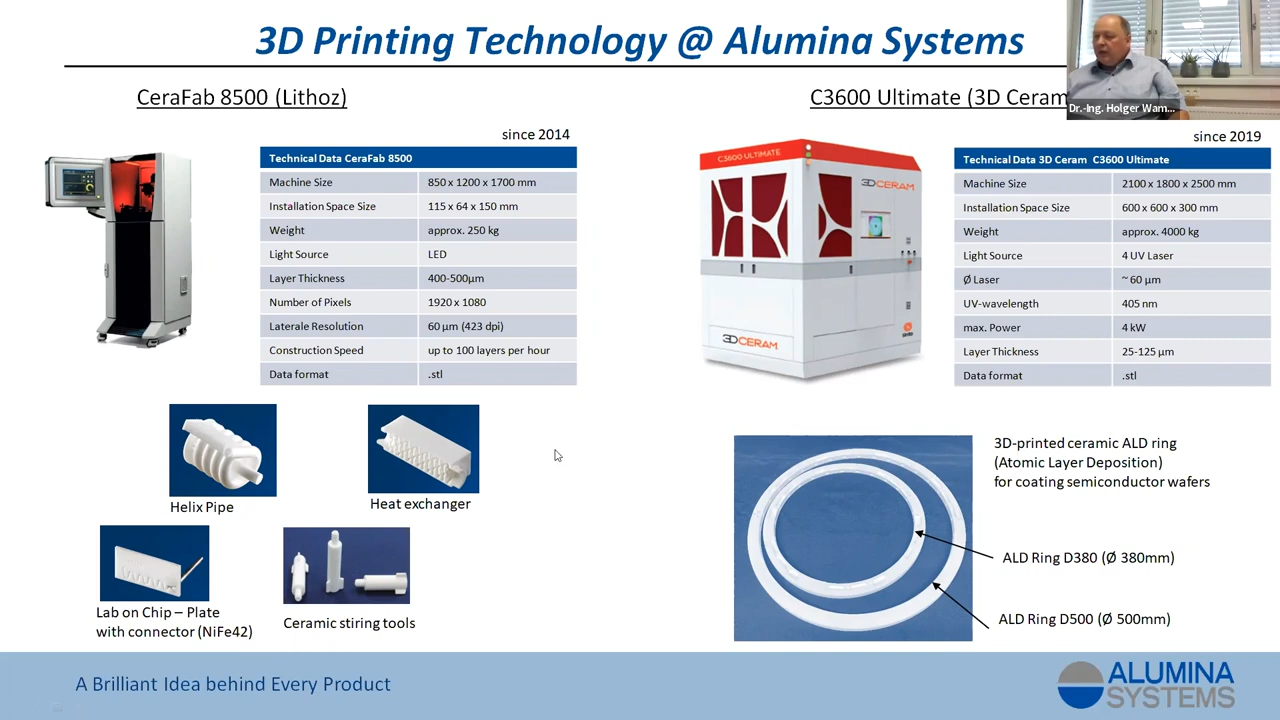 3D Printing Technology @ Alumina Systems
CeraFab 8500 (Lithoz)
since 2014
Technical Data CeraFab 8500
Machine Size 850 x 1200 x 1700 mm
Installation Space Size 115 x 64 x 150 mm
Weight approx. 250 kg
Light Source LED
Layer Thickness 400-500µm
Number of Pixels 1920 x 1080
Laterale Resolution 60 µm (423 dpi)
Construction Speed up to 100 layers per hour
Data format .stl
Helix Pipe
Heat exchanger
Lab on Chip – Plate
with connector (NiFe42)
Ceramic stiring tools
C3600 Ultimate (3D Ceram
Dr.-Ing. Holger Wam...
since 2019
C3600 ULTIMATE
3DCERAM
3DCERAM
Technical Data 3D Ceram C3600 Ultimate
Machine Size 2100 x 1800 x 2500 mm
Installation Space Size 600 x 600 x 300 mm
Weight approx. 4000 kg
Light Source 4 UV Laser
Ø Laser ~ 60 µm
UV-wavelength 405 nm
max. Power 4 kW
Layer Thickness 25-125 µm
Data format .stl
3D-printed ceramic ALD ring
(Atomic Layer Deposition)
for coating semiconductor wafers
ALD Ring D380 (Ø 380mm)
ALD Ring D500 (Ø 500mm)
A Brilliant Idea behind Every Product
ALUMINA
SYSTEMS